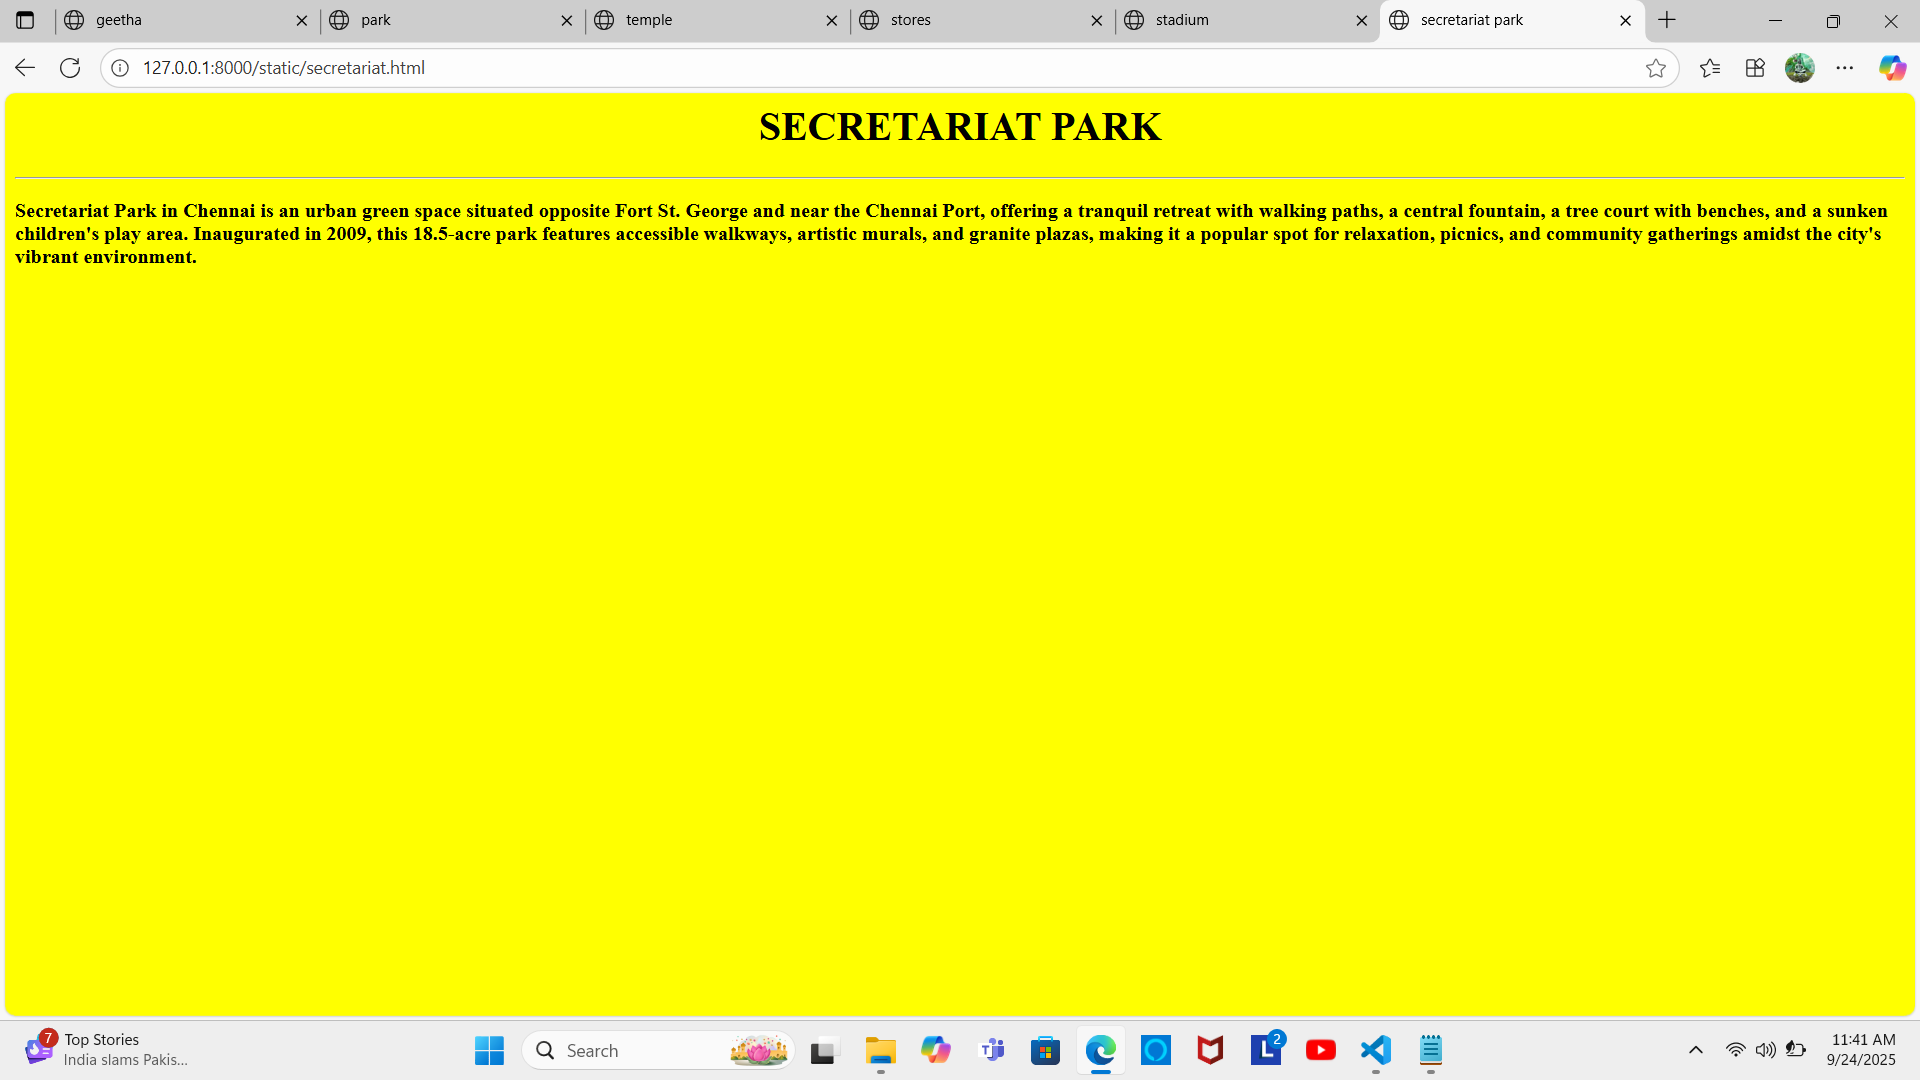 geetha
park
temple
stores
stadium
secretariat park
127.0.0.1:8000/static/secretariat.html
SECRETARIAT PARK
Secretariat Park in Chennai is an urban green space situated opposite Fort St. George and near the Chennai Port, offering a tranquil retreat with walking paths, a central fountain, a tree court with benches, and a sunken
children's play area. Inaugurated in 2009, this 18.5-acre park features accessible walkways, artistic murals, and granite plazas, making it a popular spot for relaxation, picnics, and community gatherings amidst the city's
vibrant environment.
7
Top Stories
India slams Pakis...
Search
L
2
11:41 AM
9/24/2025